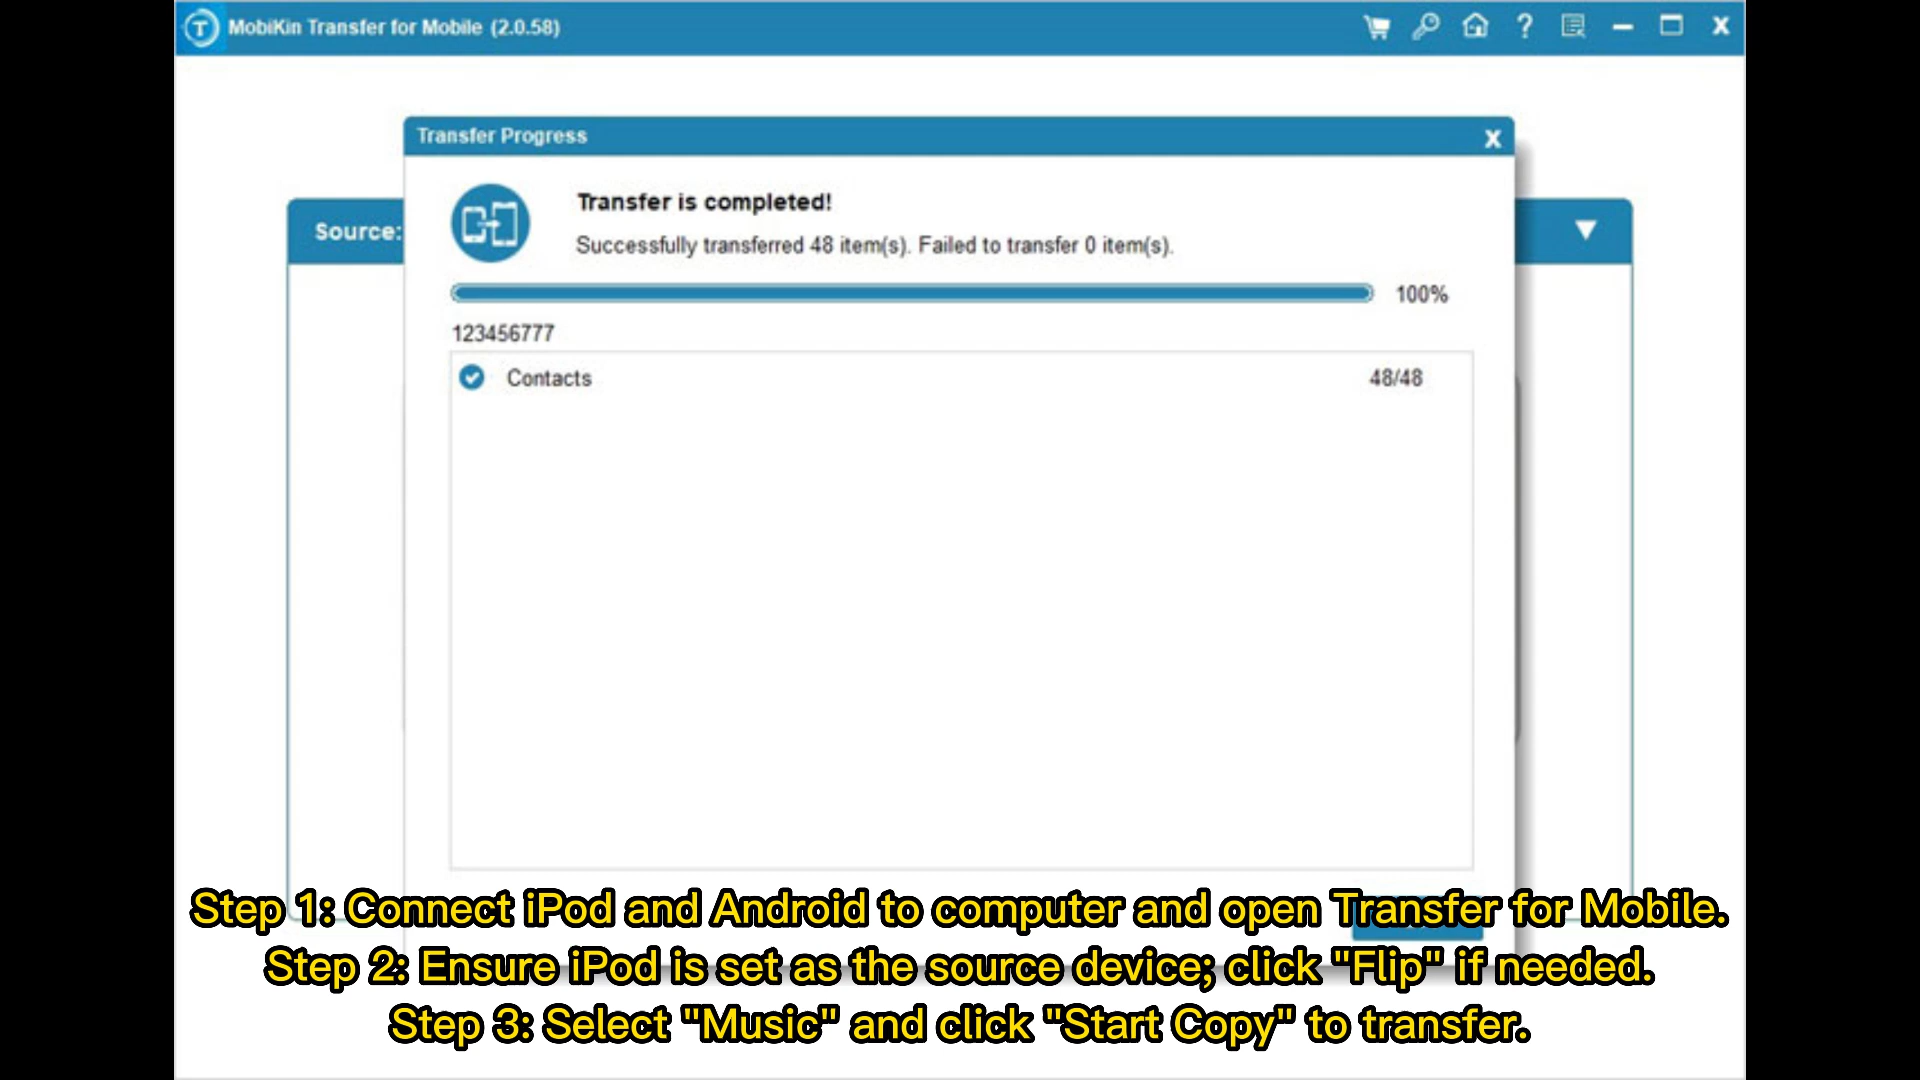 MobiKin Transfer for Mobile (2.0.58)
Transfer Progress
Transfer is completed!
Successfully transferred 48 item(s). Failed to transfer 0 item(s).
Source:
100%
123456777
Contacts 48/48
Step 1: Connect iPod and Android to computer and open Transfer for Mobile.
Step 2: Ensure iPod is set as the source device; click "Flip" if needed.
Step 3: Select "Music" and click "Start Copy" to transfer.